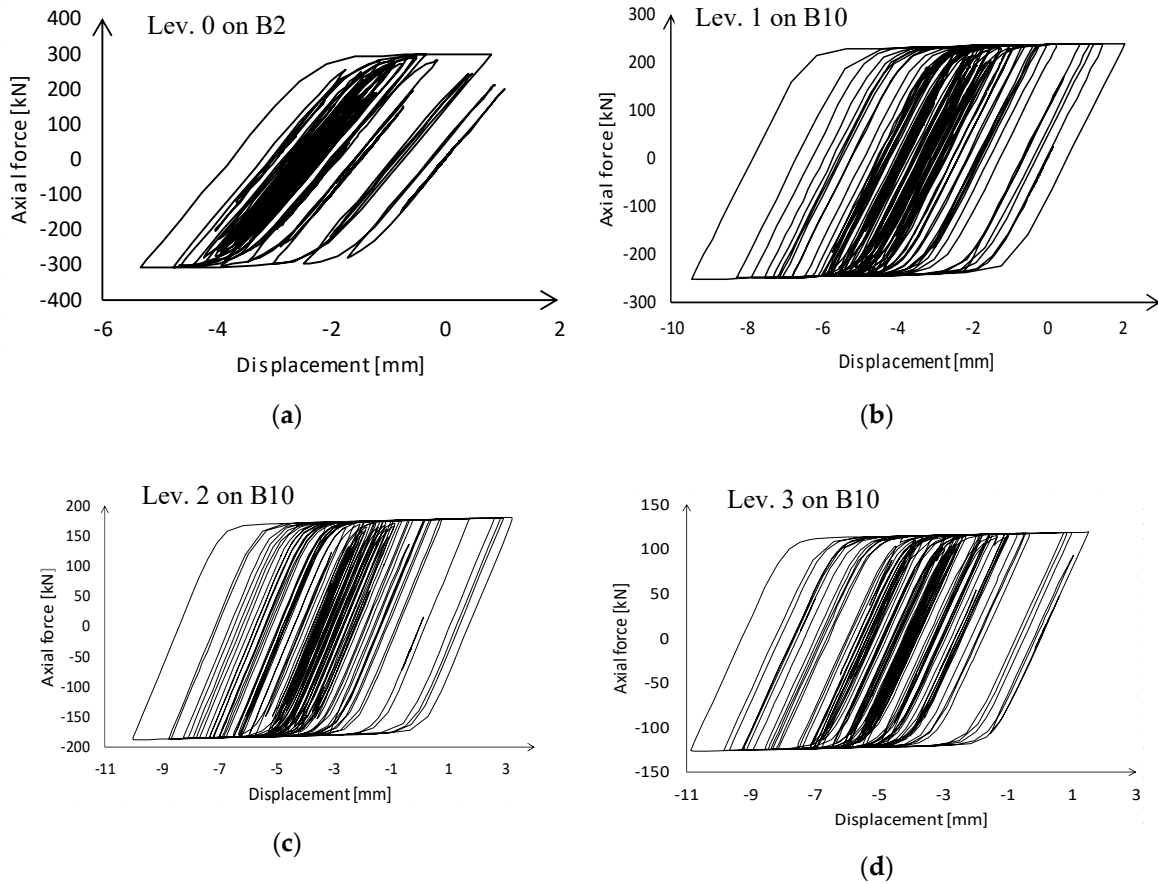 Lev. 0 on B2
400
300
200
100
0
-100
-200
-300
-400
Axial force [kN]
-6 -4 -2 0 2
Displacement [mm]
(a)
Lev. 1 on B10
300
200
100
0
-100
-200
-300
Axial force [kN]
-10 -8 -6 -4 -2 0 2
Displacement [mm]
(b)
Lev. 2 on B10
200
150
100
50
0
-50
-100
-150
-200
Axial force [kN]
-11 -9 -7 -5 -3 -1 1 3
Displacement [mm]
(c)
Lev. 3 on B10
150
100
50
0
-50
-100
-150
Axial force [kN]
-11 -9 -7 -5 -3 -1 1 3
Displacement [mm]
(d)